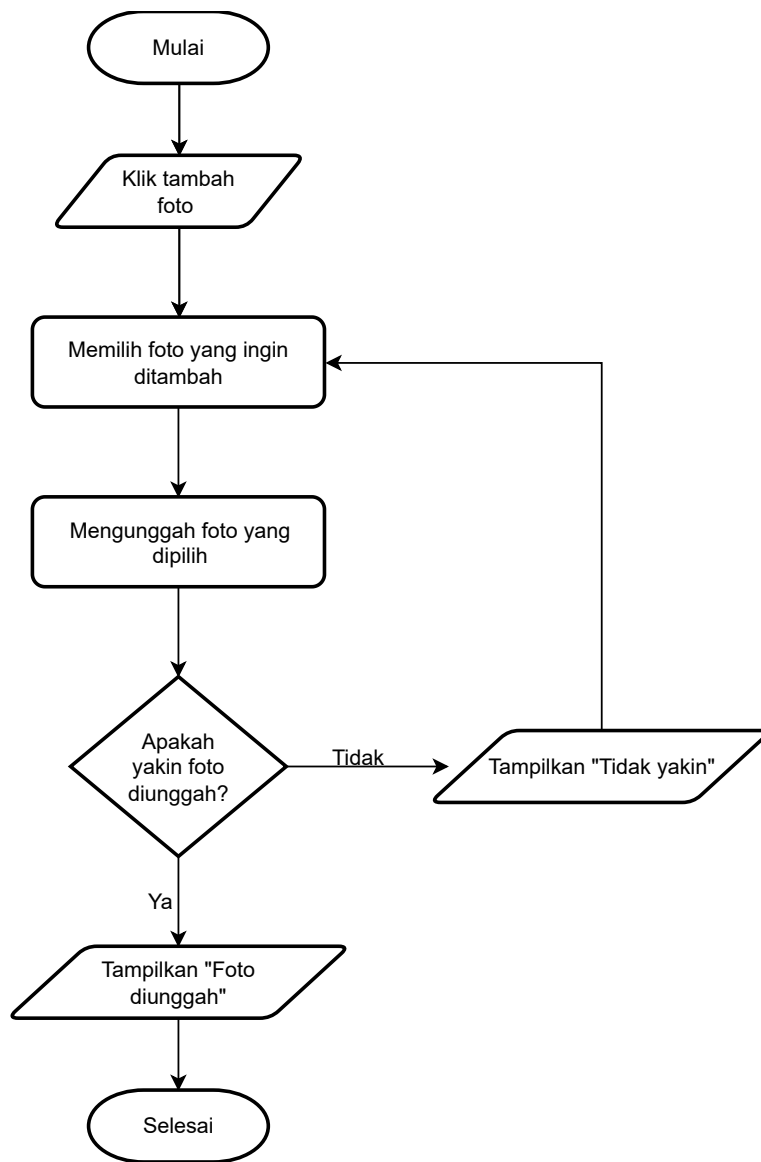 Mulai
Klik tambah
foto
Memilih foto yang ingin
ditambah
Mengunggah foto yang
dipilih
Apakah
yakin foto
diunggah?
Tidak
Tampilkan "Tidak yakin"
Ya
Tampilkan "Foto
diunggah"
Selesai